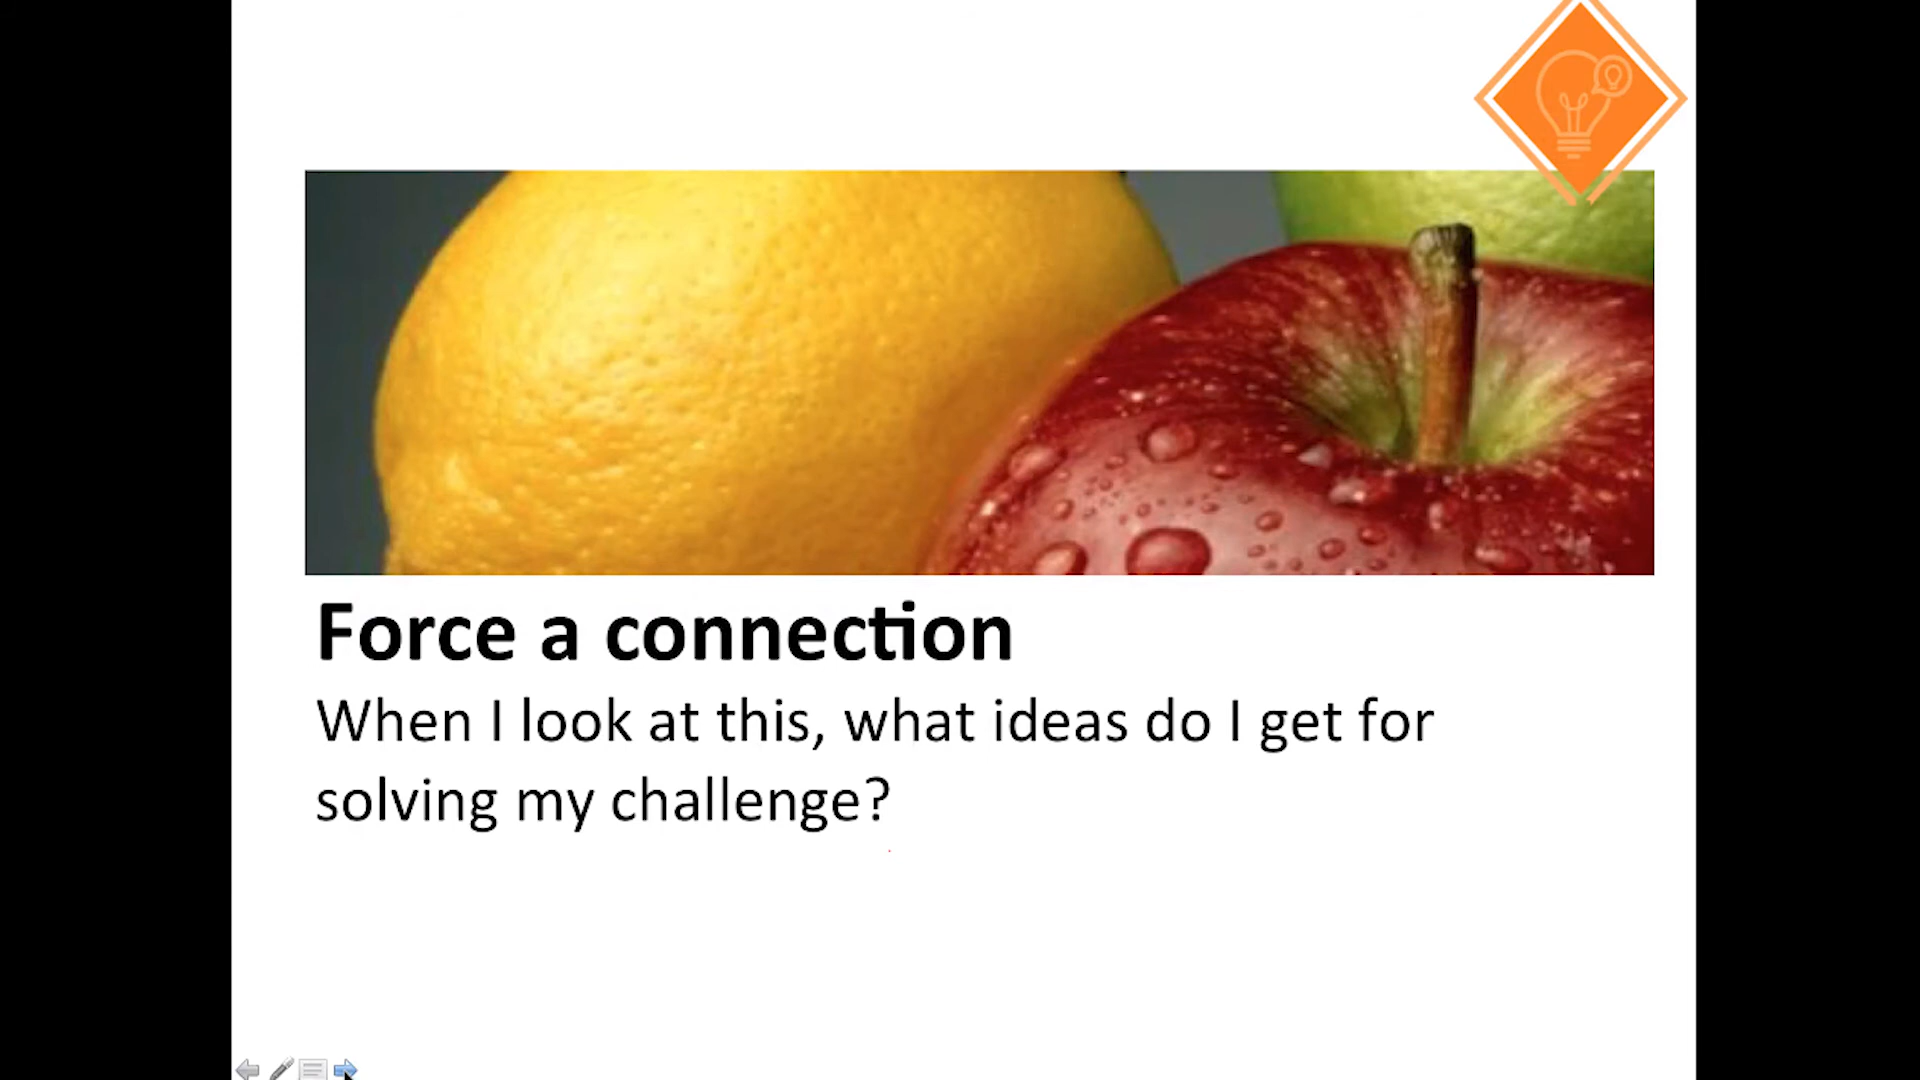 Force a connection
When I look at this, what ideas do I get for
solving my challenge?